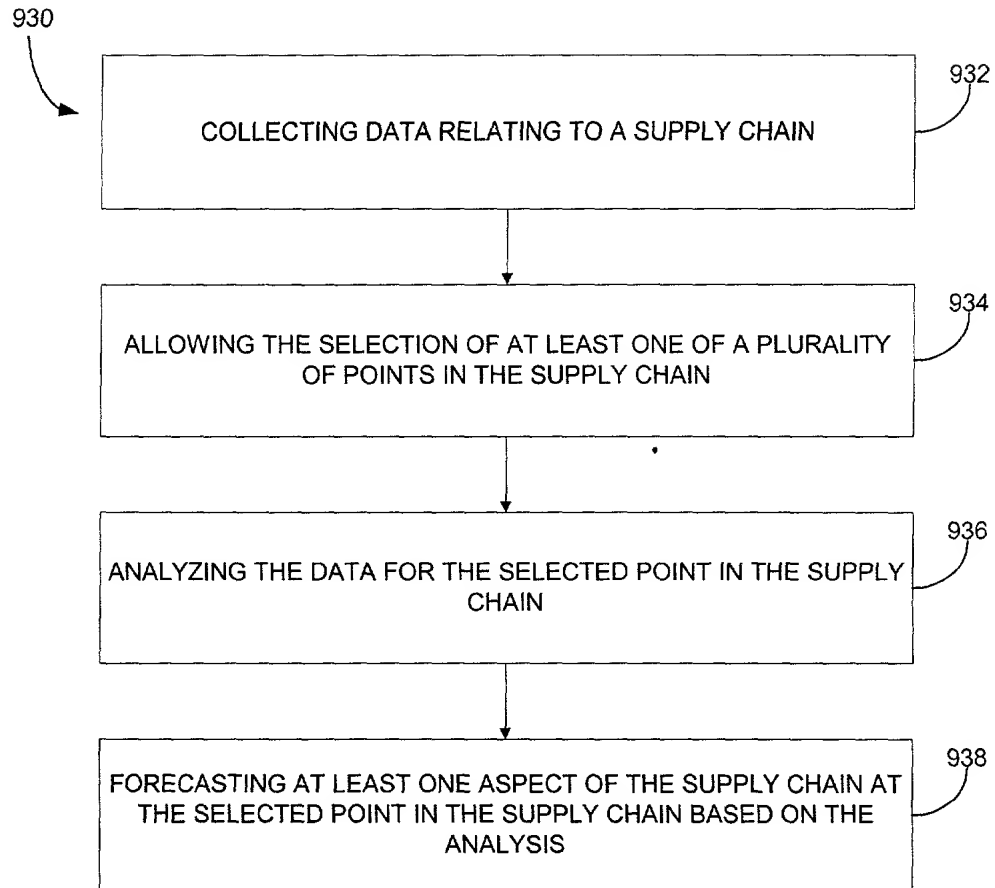 930
932
COLLECTING DATA RELATING TO A SUPPLY CHAIN
934
ALLOWING THE SELECTION OF AT LEAST ONE OF A PLURALITY
OF POINTS IN THE SUPPLY CHAIN
936
ANALYZING THE DATA FOR THE SELECTED POINT IN THE SUPPLY
CHAIN
938
FORECASTING AT LEAST ONE ASPECT OF THE SUPPLY CHAIN AT
THE SELECTED POINT IN THE SUPPLY CHAIN BASED ON THE
ANALYSIS